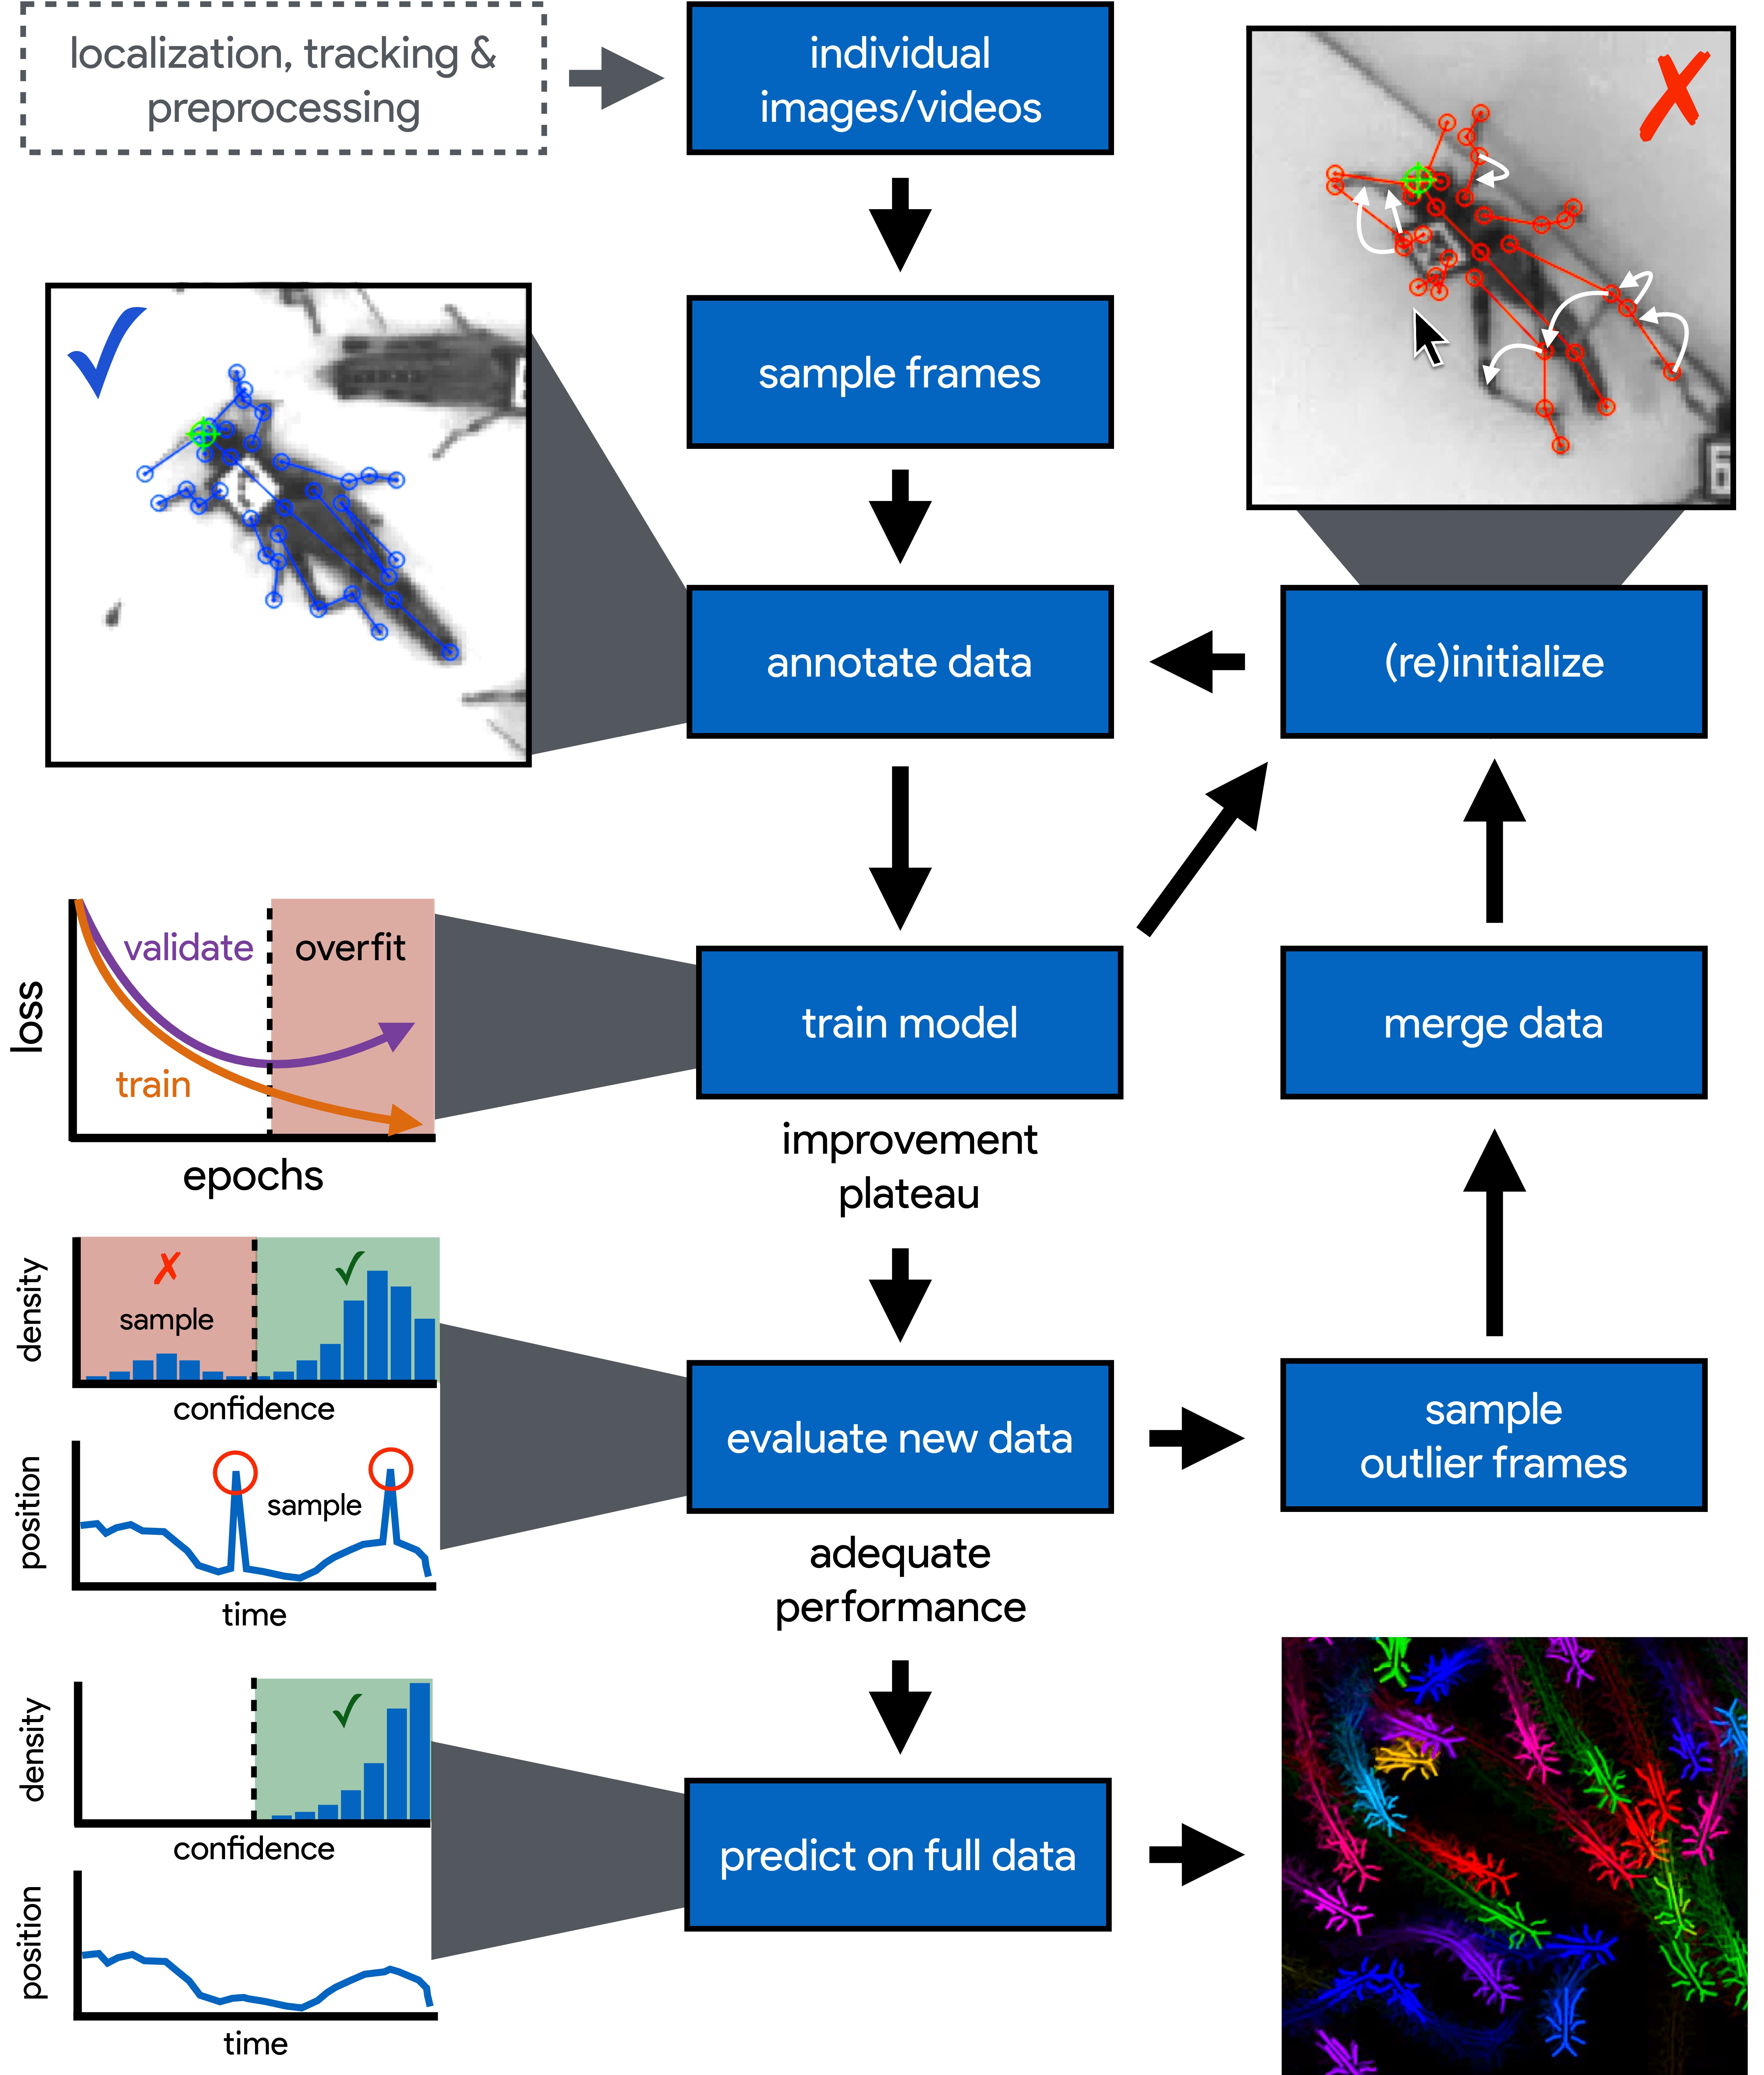 localization, tracking &
preprocessing
individual
images/videos
sample frames
annotate data
(re)initialize
6
validate
overfit
train
loss
epochs
train model
merge data
improvement
plateau
density
sample
confidence
position
sample
time
evaluate new data
sample
outlier frames
adequate
performance
density
confidence
position
time
predict on full data